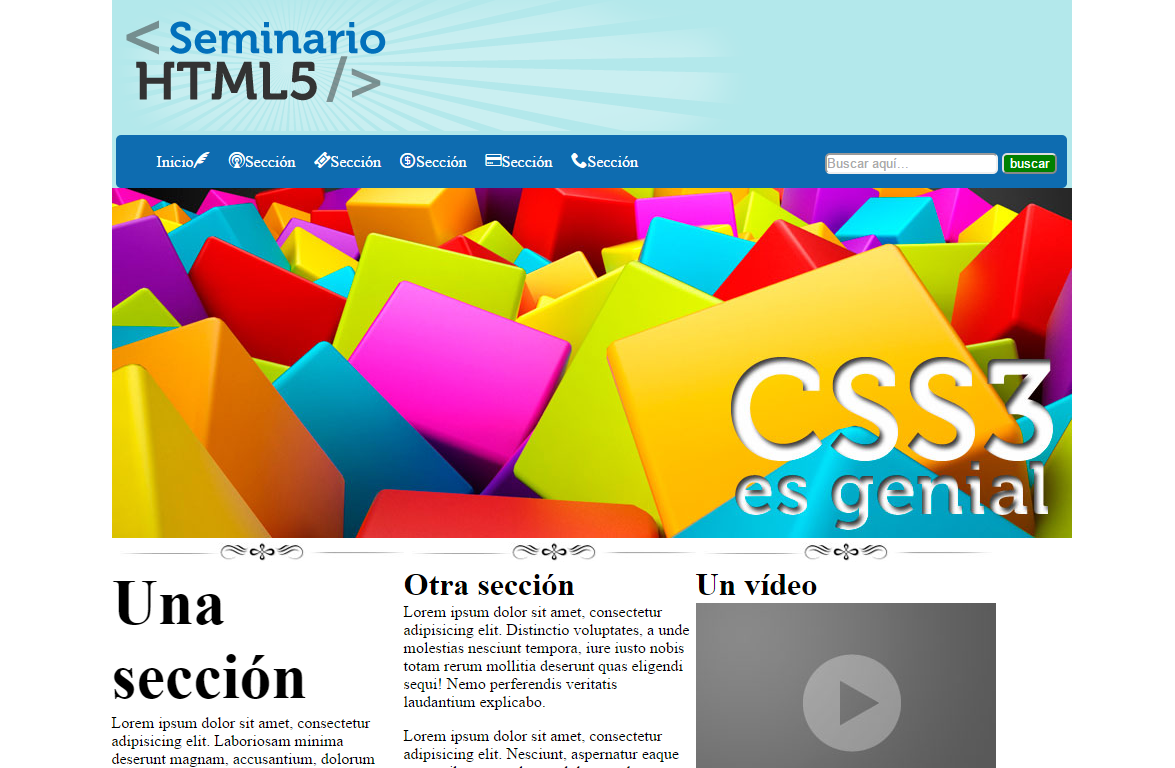 < Seminario
HTML5 />
Inicio Sección Sección Sección Sección Sección
Buscar aquí... buscar
CSS3
es genial
Una
sección
Lorem ipsum dolor sit amet, consectetur
adipisicing elit. Laboriosam minima
deserunt magnam, accusantium, dolorum
Otra sección
Lorem ipsum dolor sit amet, consectetur
adipisicing elit. Distinctio voluptates, a unde
molestias nesciunt tempora, iure iusto nobis
totam rerum mollitia deserunt quas eligendi
sequi! Nemo perferendis veritatis
laudantium explicabo.
Lorem ipsum dolor sit amet, consectetur
adipisicing elit. Nesciunt, aspernatur eaque
Un vídeo